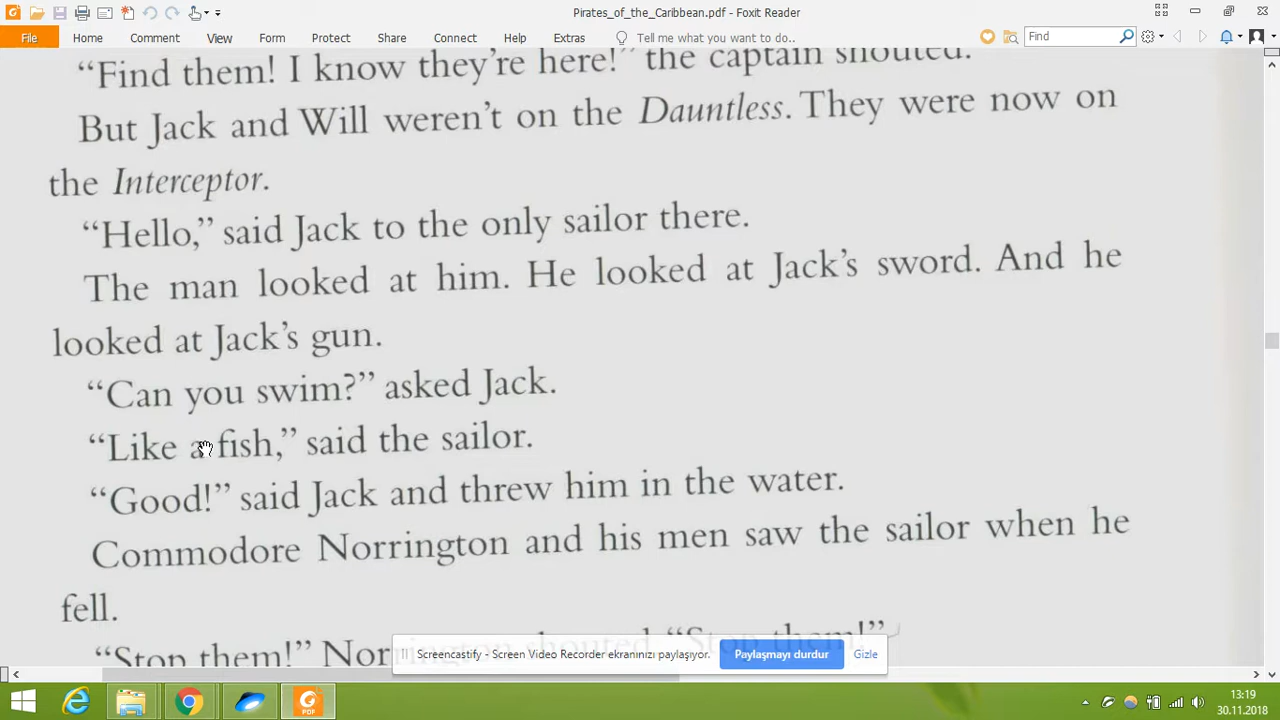 Pirates_of_the_Caribbean.pdf - Foxit Reader
File Home Comment View Form Protect Share Connect Help Extras Tell me what you want to do.. Find
“Find them! I know they’re here!” the captain shouted.
But Jack and Will weren’t on the Dauntless. They were now on
the Interceptor.
“Hello,” said Jack to the only sailor there.
The man looked at him. He looked at Jack’s sword. And he
looked at Jack’s gun.
“Can you swim?” asked Jack.
“Like a fish,” said the sailor.
“Good!” said Jack and threw him in the water.
Commodore Norrington and his men saw the sailor when he
fell.
“Stop them!” Norrington shouted. “Stop them!”
Screencastify - Screen Video Recorder ekranınızı paylaşıyor. Paylaşmayı durdur Gizle
PDF
13:19
30.11.2018